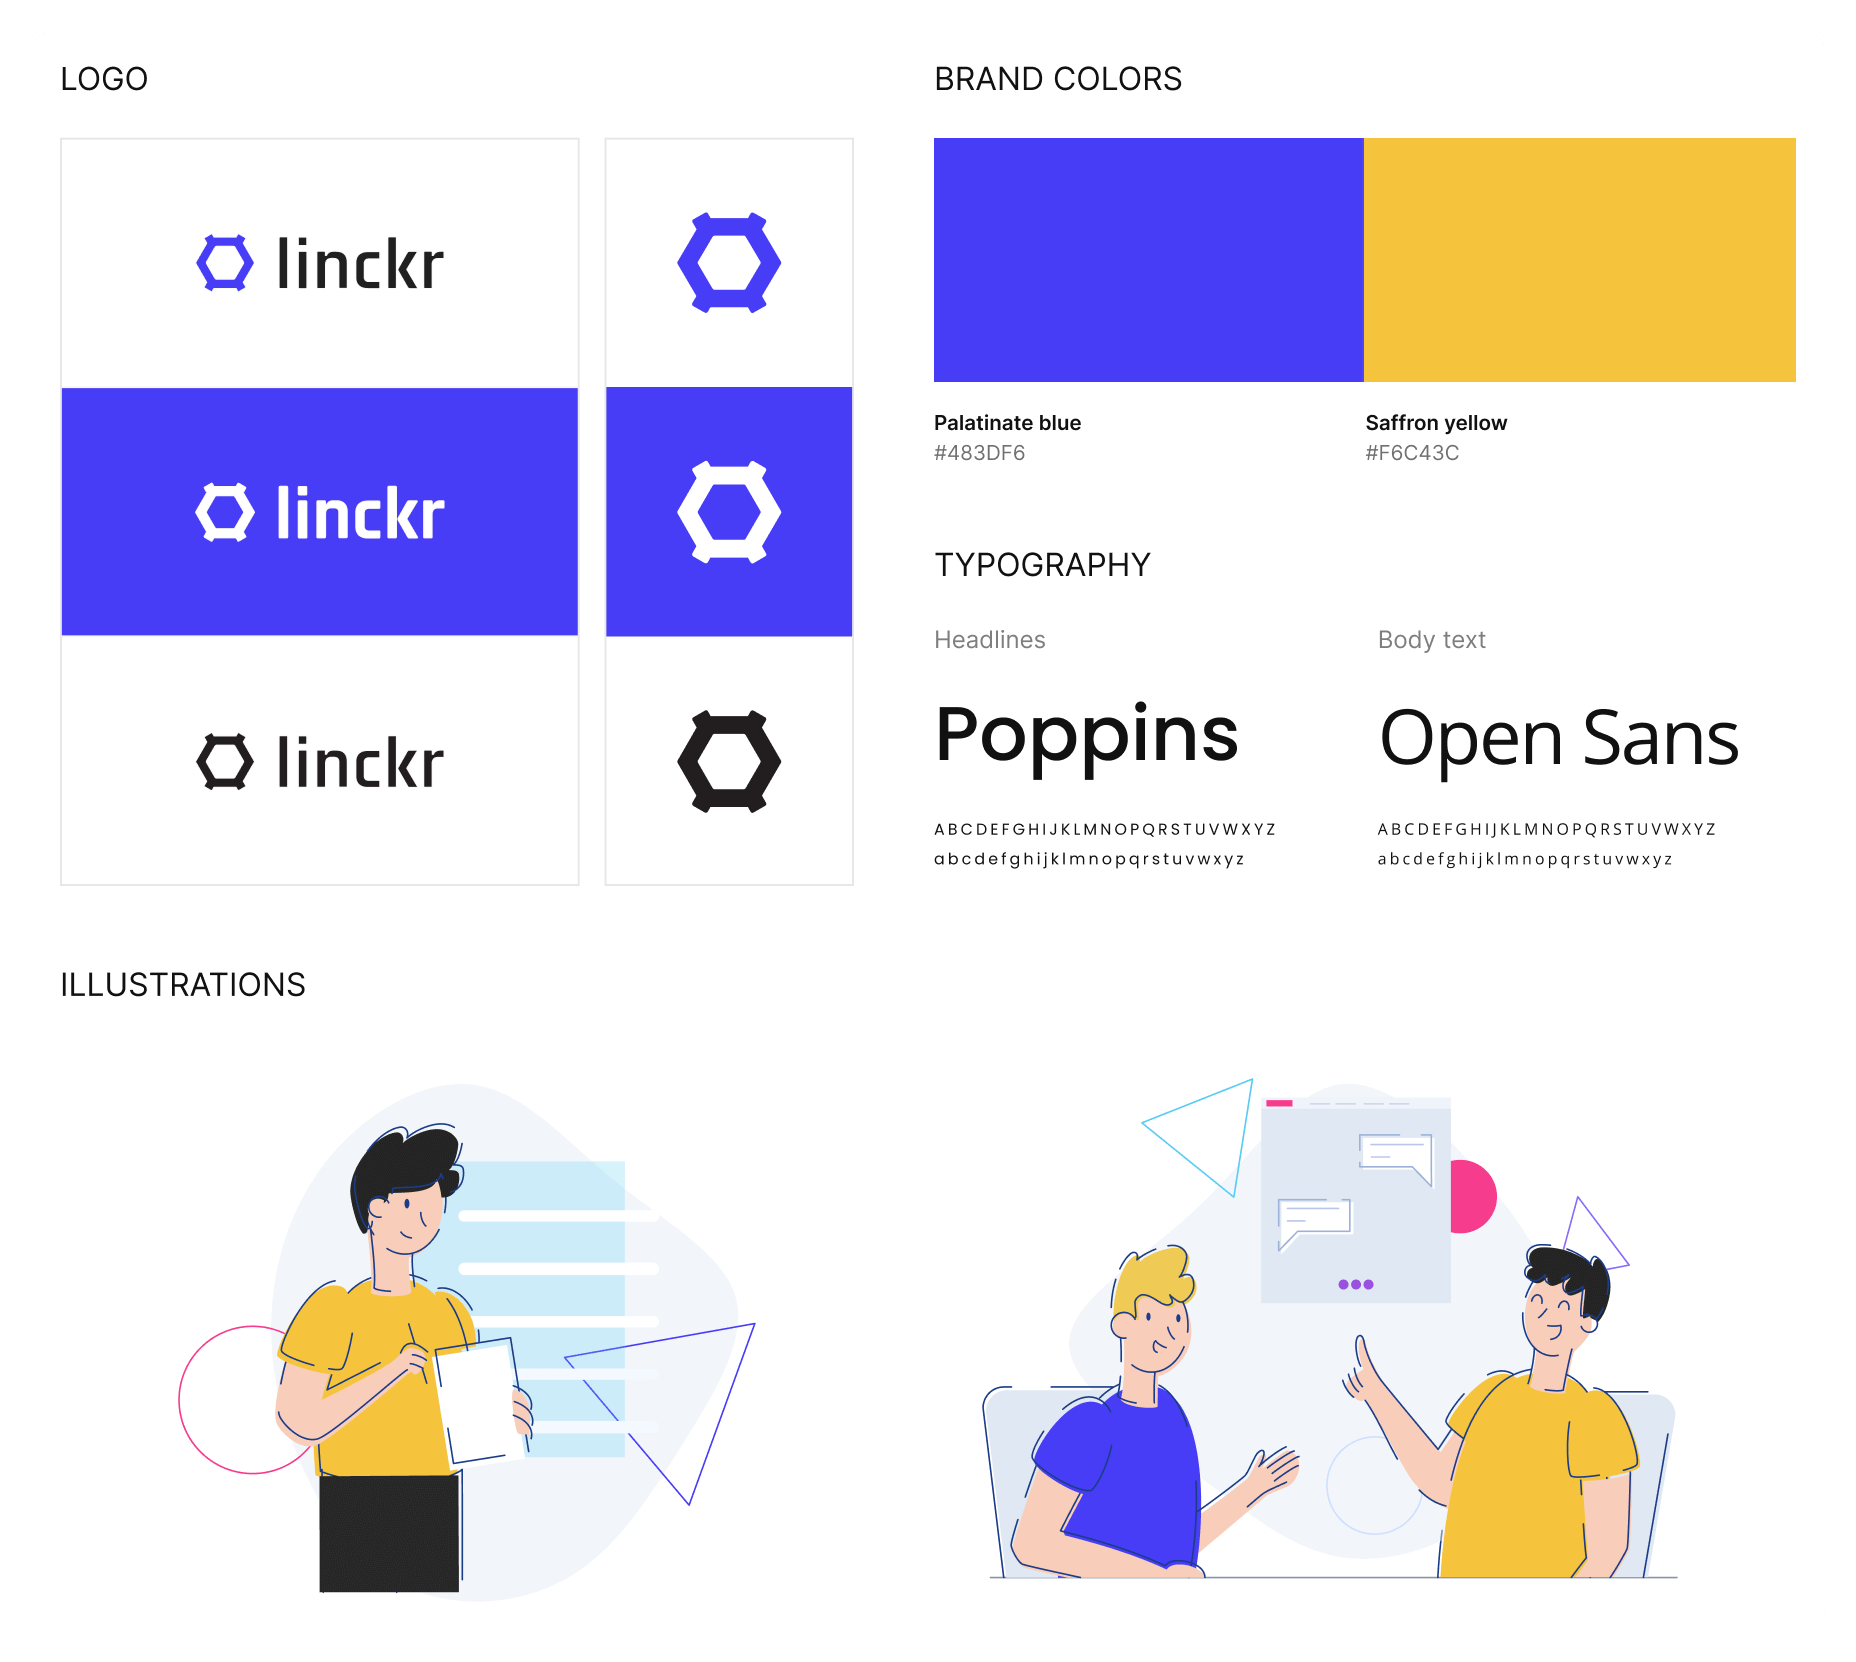 LOGO
linckr
linckr
linckr
BRAND COLORS
Palatinate blue
#483DF6
Saffron yellow
#F6C43C
TYPOGRAPHY
Headlines
Poppins
ABCDEFGHIJKLMNOPQRSTUVWXYZ
abcdefghijklmnopqrstuvwxyz
Body text
Open Sans
ABCDEFGHIJKLMNOPQRSTUVWXYZ
abcdefghijklmnopqrstuvwxyz
ILLUSTRATIONS